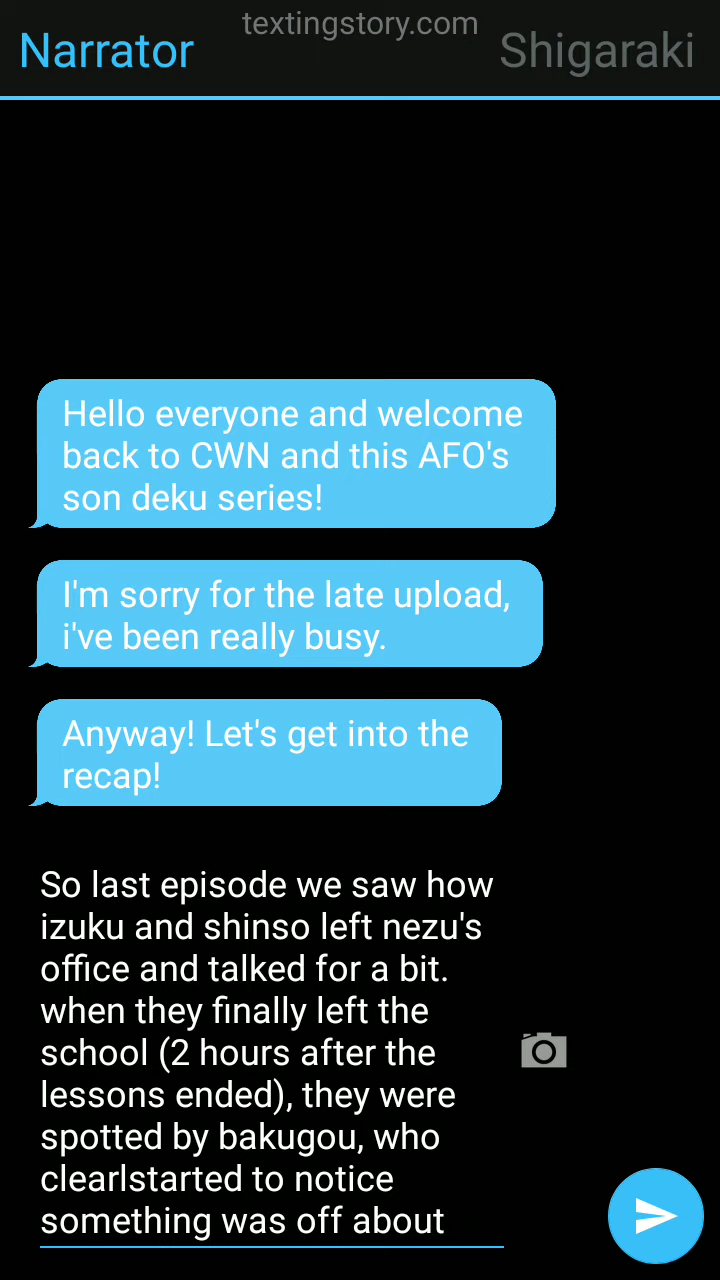 textingstory.com
Narrator
Shigaraki
Hello everyone and welcome
back to CWN and this AFO's
son deku series!
I'm sorry for the late upload,
i've been really busy.
Anyway! Let's get into the
recap!
So last episode we saw how
izuku and shinso left nezu's
office and talked for a bit.
when they finally left the
school (2 hours after the
lessons ended), they were
spotted by bakugou, who
clearlstarted to notice
something was off about